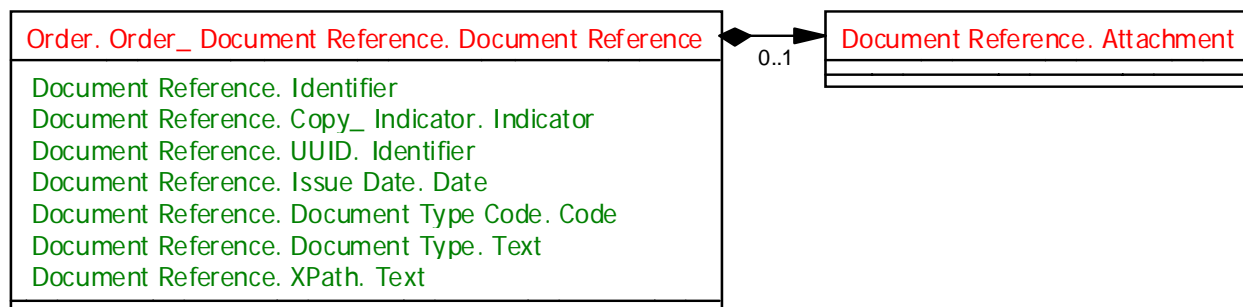 Order. Order_ Document Reference. Document Reference
0..1
Document Reference. Attachment
Document Reference. Identifier
Document Reference. Copy_ Indicator. Indicator
Document Reference. UUID. Identifier
Document Reference. Issue Date. Date
Document Reference. Document Type Code. Code
Document Reference. Document Type. Text
Document Reference. XPath. Text